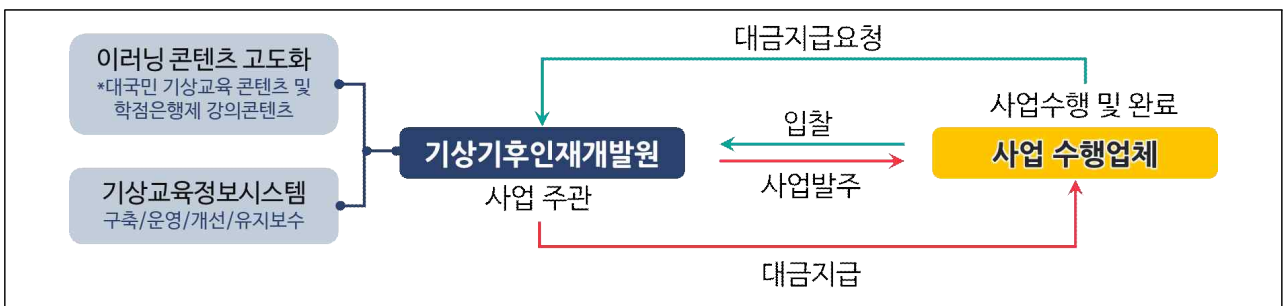 이러닝 콘텐츠 고도화
*대국민 기상교육 콘텐츠 및
학점은행제 강의콘텐츠
기상교육정보시스템
구축/운영/개선/유지보수
기상기후인재개발원
사업 주관
대금지급요청
입찰
사업발주
대금지급
사업수행 및 완료
사업 수행업체